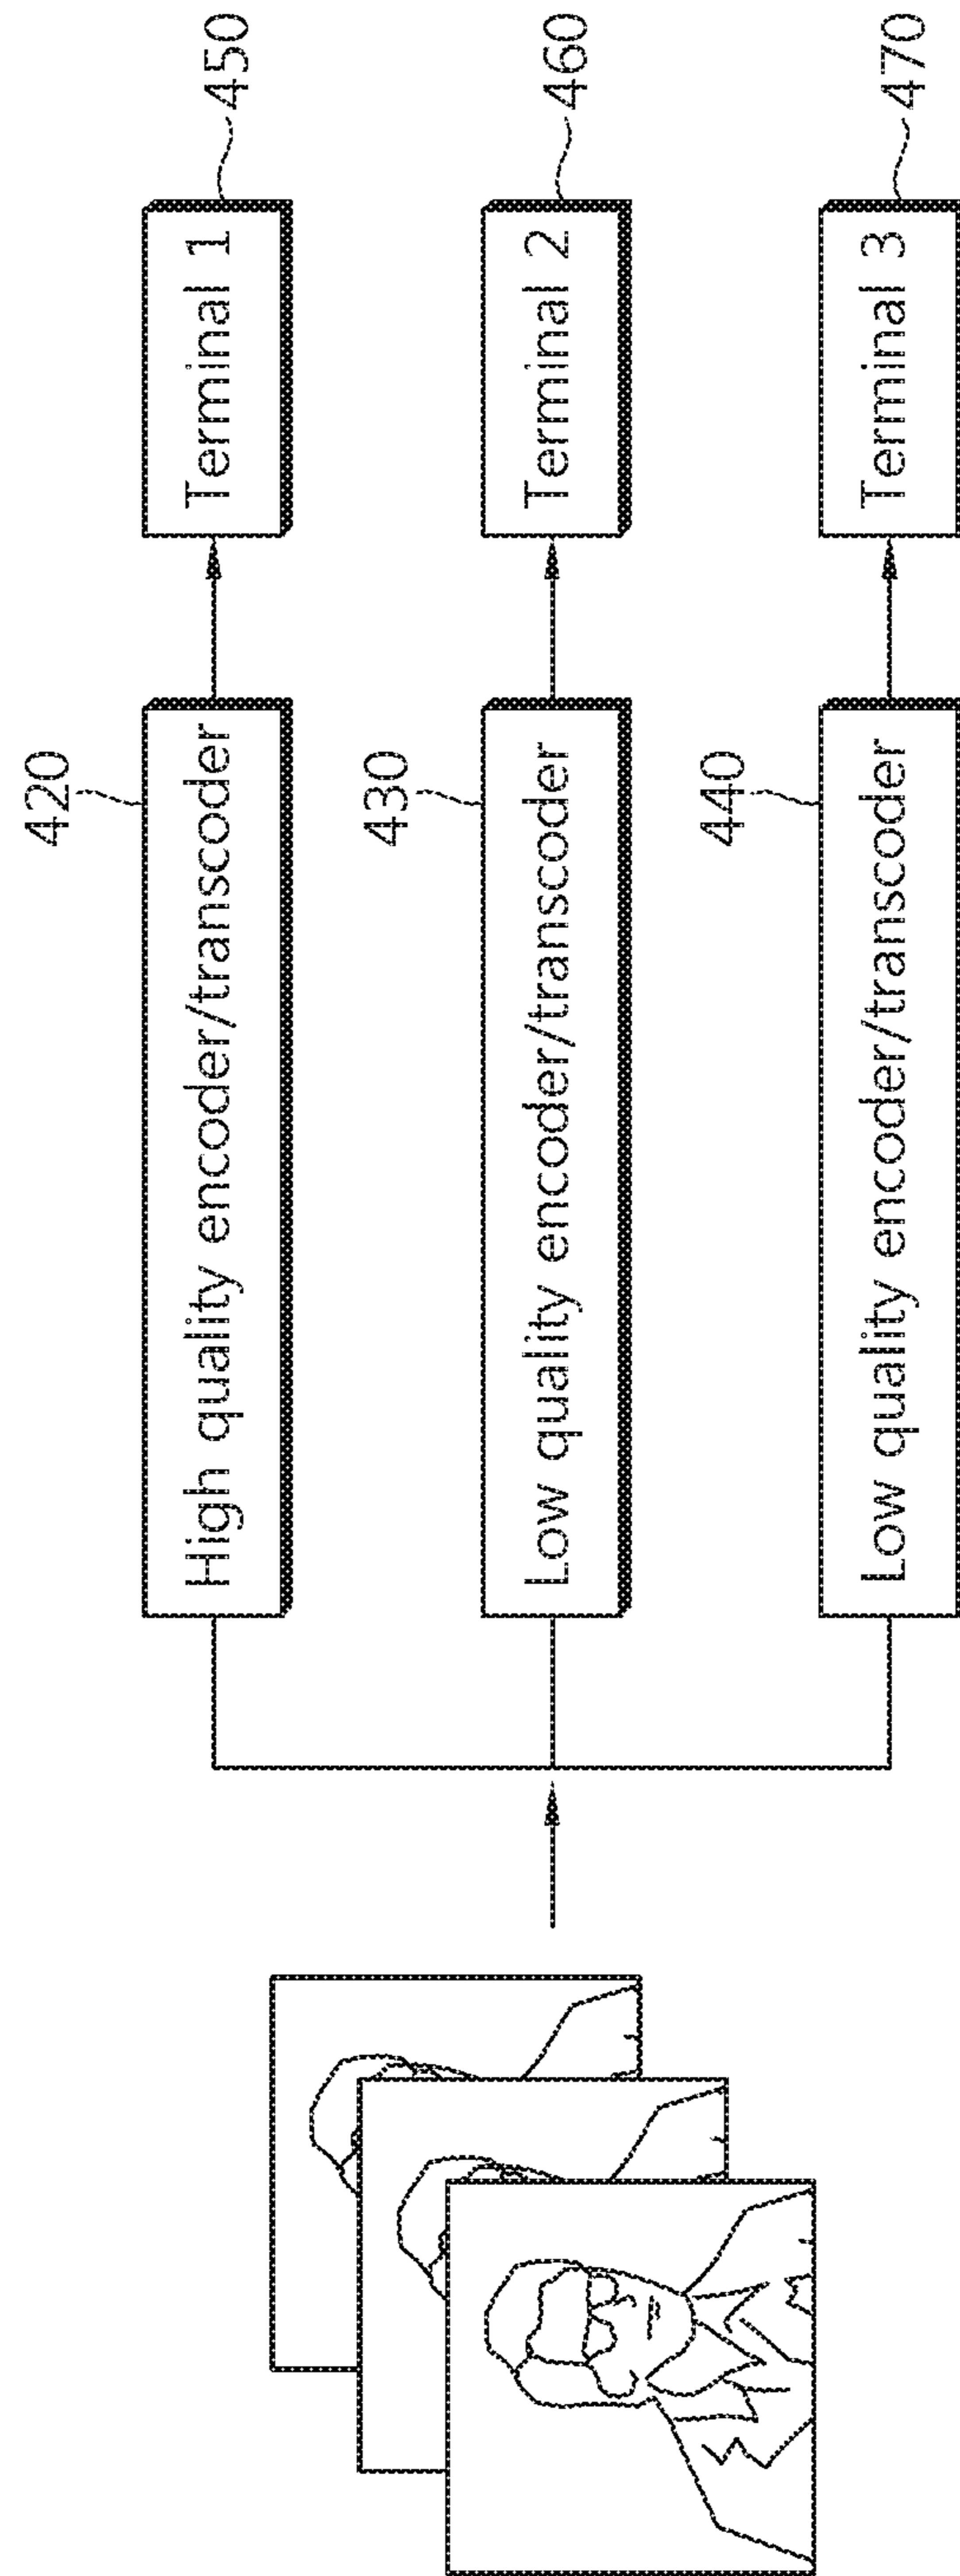 420
High quality encoder/transcoder
Terminal 1
450
430
Low quality encoder/transcoder
Terminal 2
460
440
Low quality encoder/transcoder
Terminal 3
470